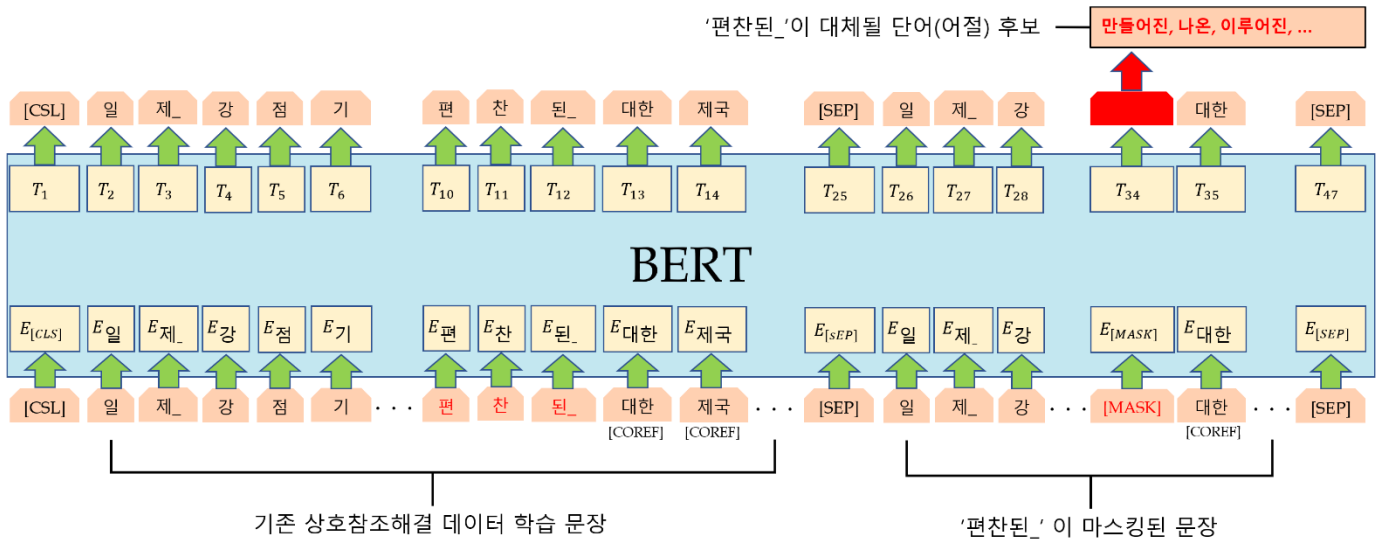 '편찬된_'이 대체될 단어(어절) 후보
만들어진, 나온, 이루어진, ...
[CSL] 일 제_ 강 점 기 편 찬 된_ 대한 제국 [SEP] 일 제_ 강 대한 [SEP]
T1 T2 T3 T4 T5 T6 T10 T11 T12 T13 T14 T25 T26 T27 T28 T34 T35 T47
BERT
E[CLS] E일 E제_ E강 E점 E기 E편 E찬 E된_ E대한 E제국 E[sEP] E일 E제_ E강 E[MASK] E대한 E[SEP]
[CSL] 일 제_ 강 점 기 ... 편 찬 된_ 대한 제국 ... [SEP] 일 제_ 강 ... [MASK] 대한 ... [SEP]
[COREF] [COREF] [COREF]
기존 상호참조해결 데이터 학습 문장
'편찬된_' 이 마스킹된 문장